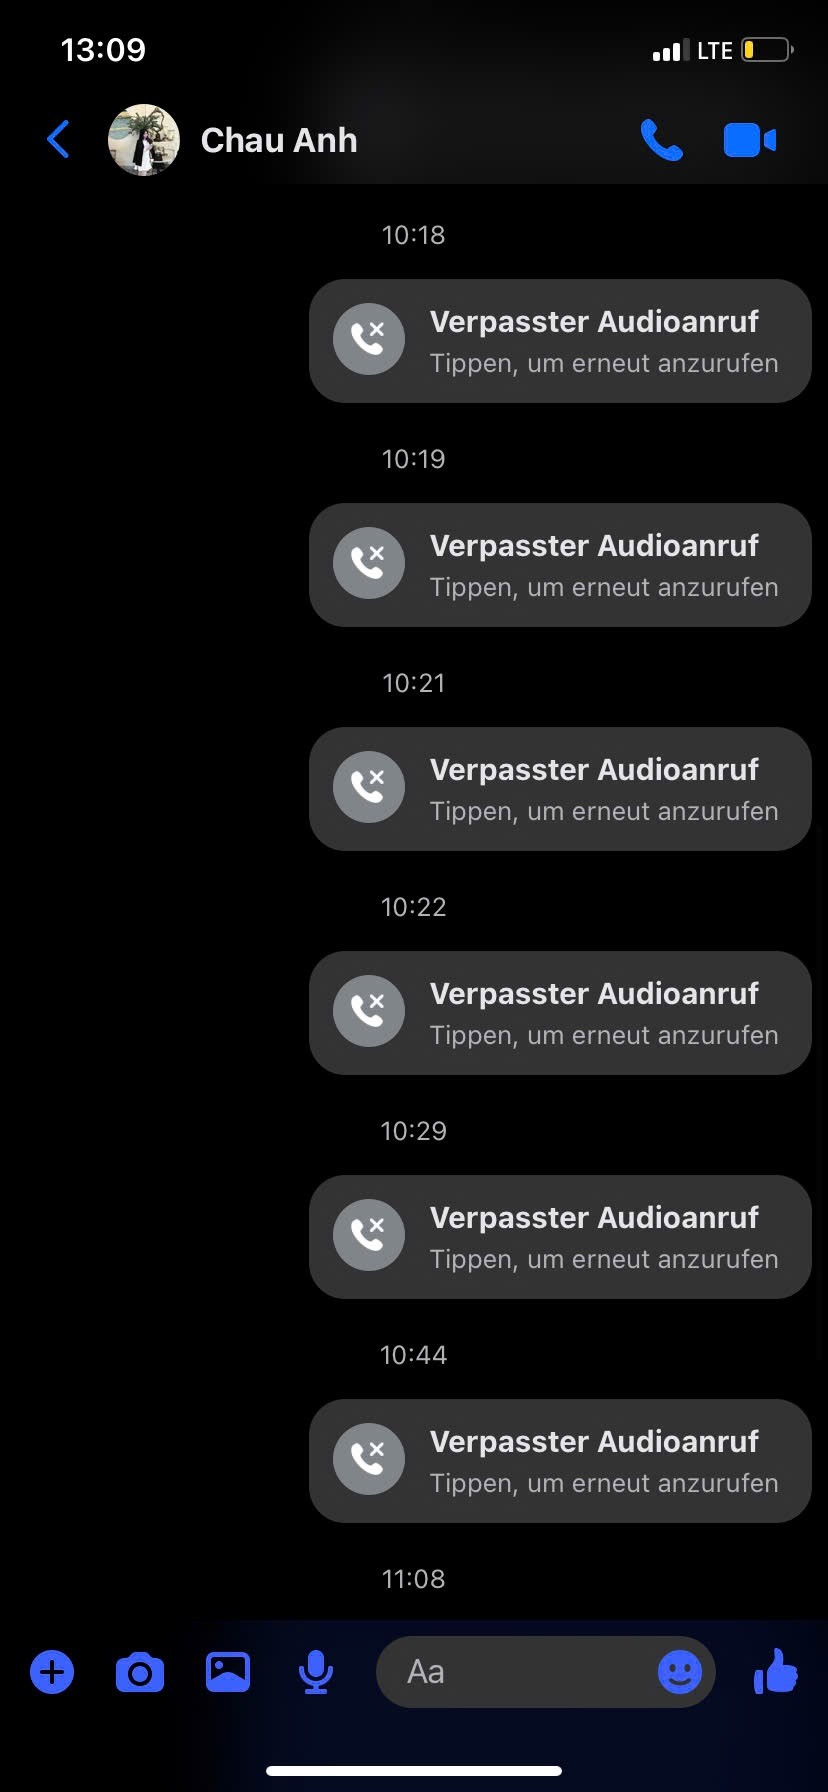 13:09
LTE
Chau Anh
10:18
Verpasster Audioanruf
Tippen, um erneut anzurufen
10:19
Verpasster Audioanruf
Tippen, um erneut anzurufen
10:21
Verpasster Audioanruf
Tippen, um erneut anzurufen
10:22
Verpasster Audioanruf
Tippen, um erneut anzurufen
10:29
Verpasster Audioanruf
Tippen, um erneut anzurufen
10:44
Verpasster Audioanruf
Tippen, um erneut anzurufen
11:08
Aa